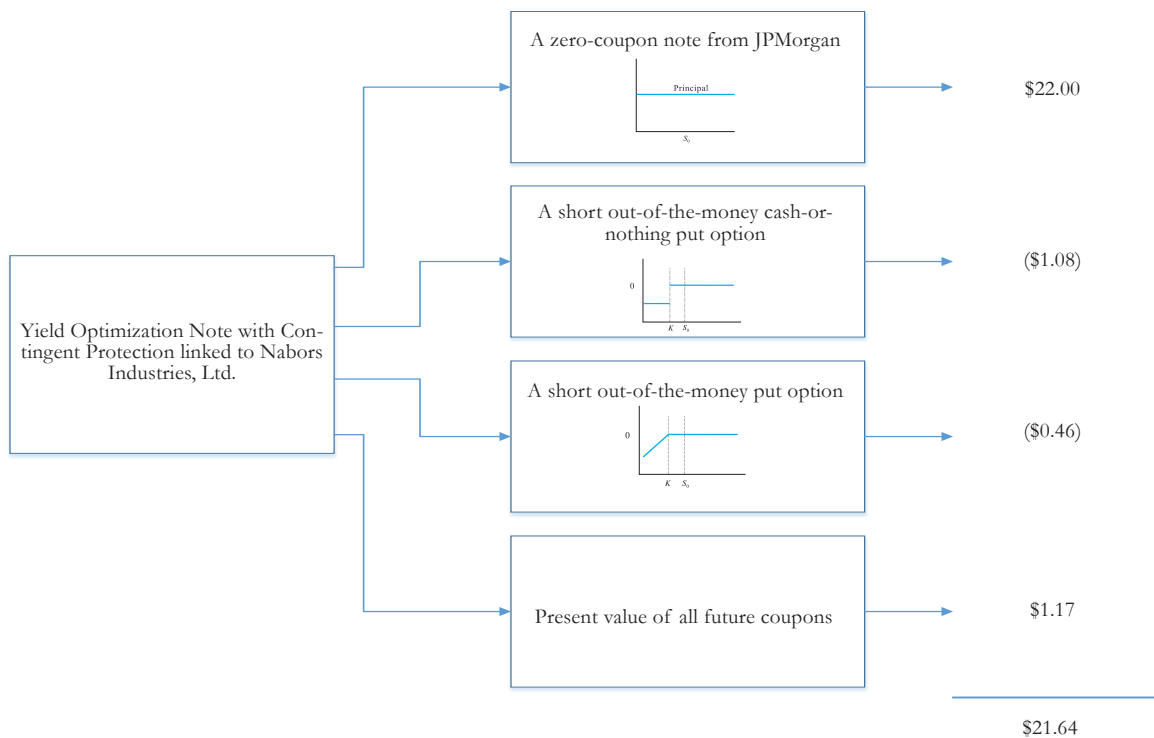 A zero-coupon note from JPMorgan
Principal
S₀
$22.00
A short out-of-the-money cash-or-
nothing put option
0
K S₀
($1.08)
Yield Optimization Note with Con-
tingent Protection linked to Nabors
Industries, Ltd.
A short out-of-the-money put option
0
K S₀
($0.46)
Present value of all future coupons
$1.17
$21.64